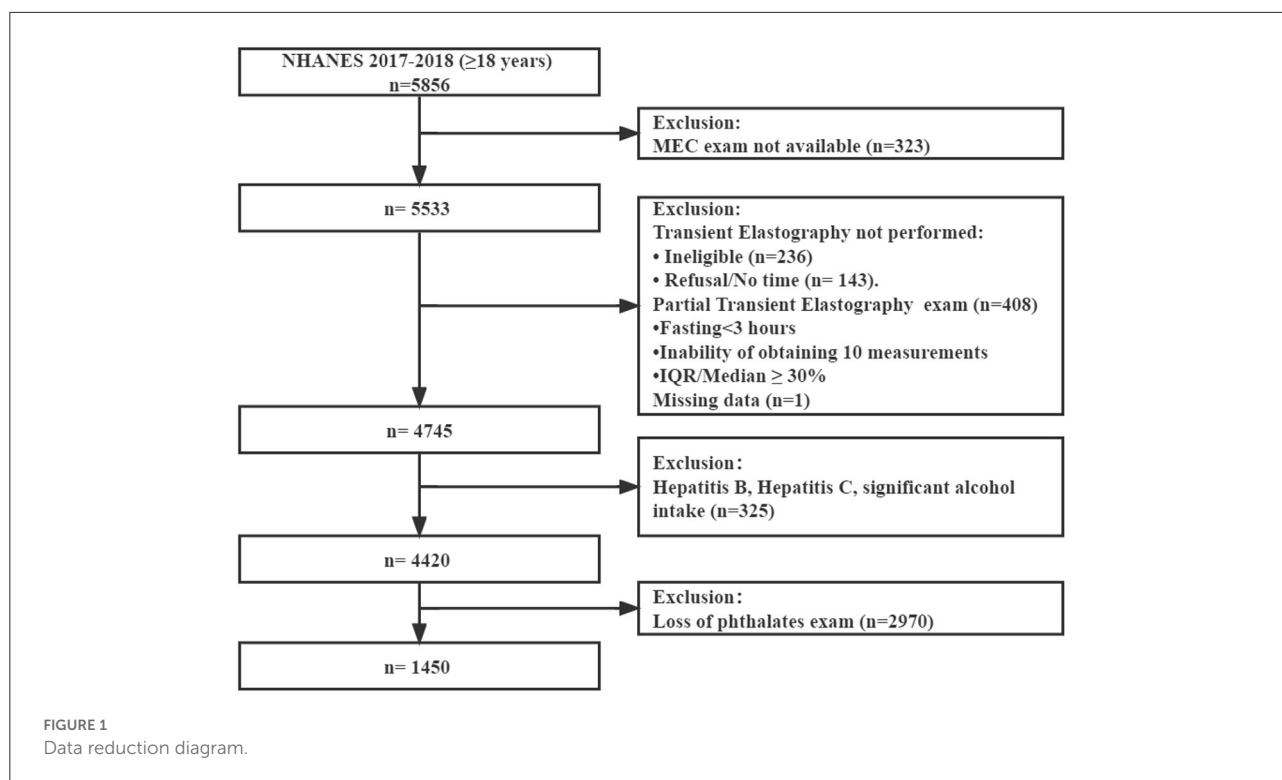 NHANES 2017-2018 (≥18 years)
n=5856
Exclusion:
MEC exam not available (n=323)
n= 5533
Exclusion:
Transient Elastography not performed:
• Ineligible (n=236)
• Refusal/No time (n= 143).
Partial Transient Elastography exam (n=408)
•Fasting<3 hours
•Inability of obtaining 10 measurements
•IQR/Median ≥ 30%
Missing data (n=1)
n= 4745
Exclusion：
Hepatitis B, Hepatitis C, significant alcohol
intake (n=325)
n= 4420
Exclusion：
Loss of phthalates exam (n=2970)
n= 1450
FIGURE 1
Data reduction diagram.